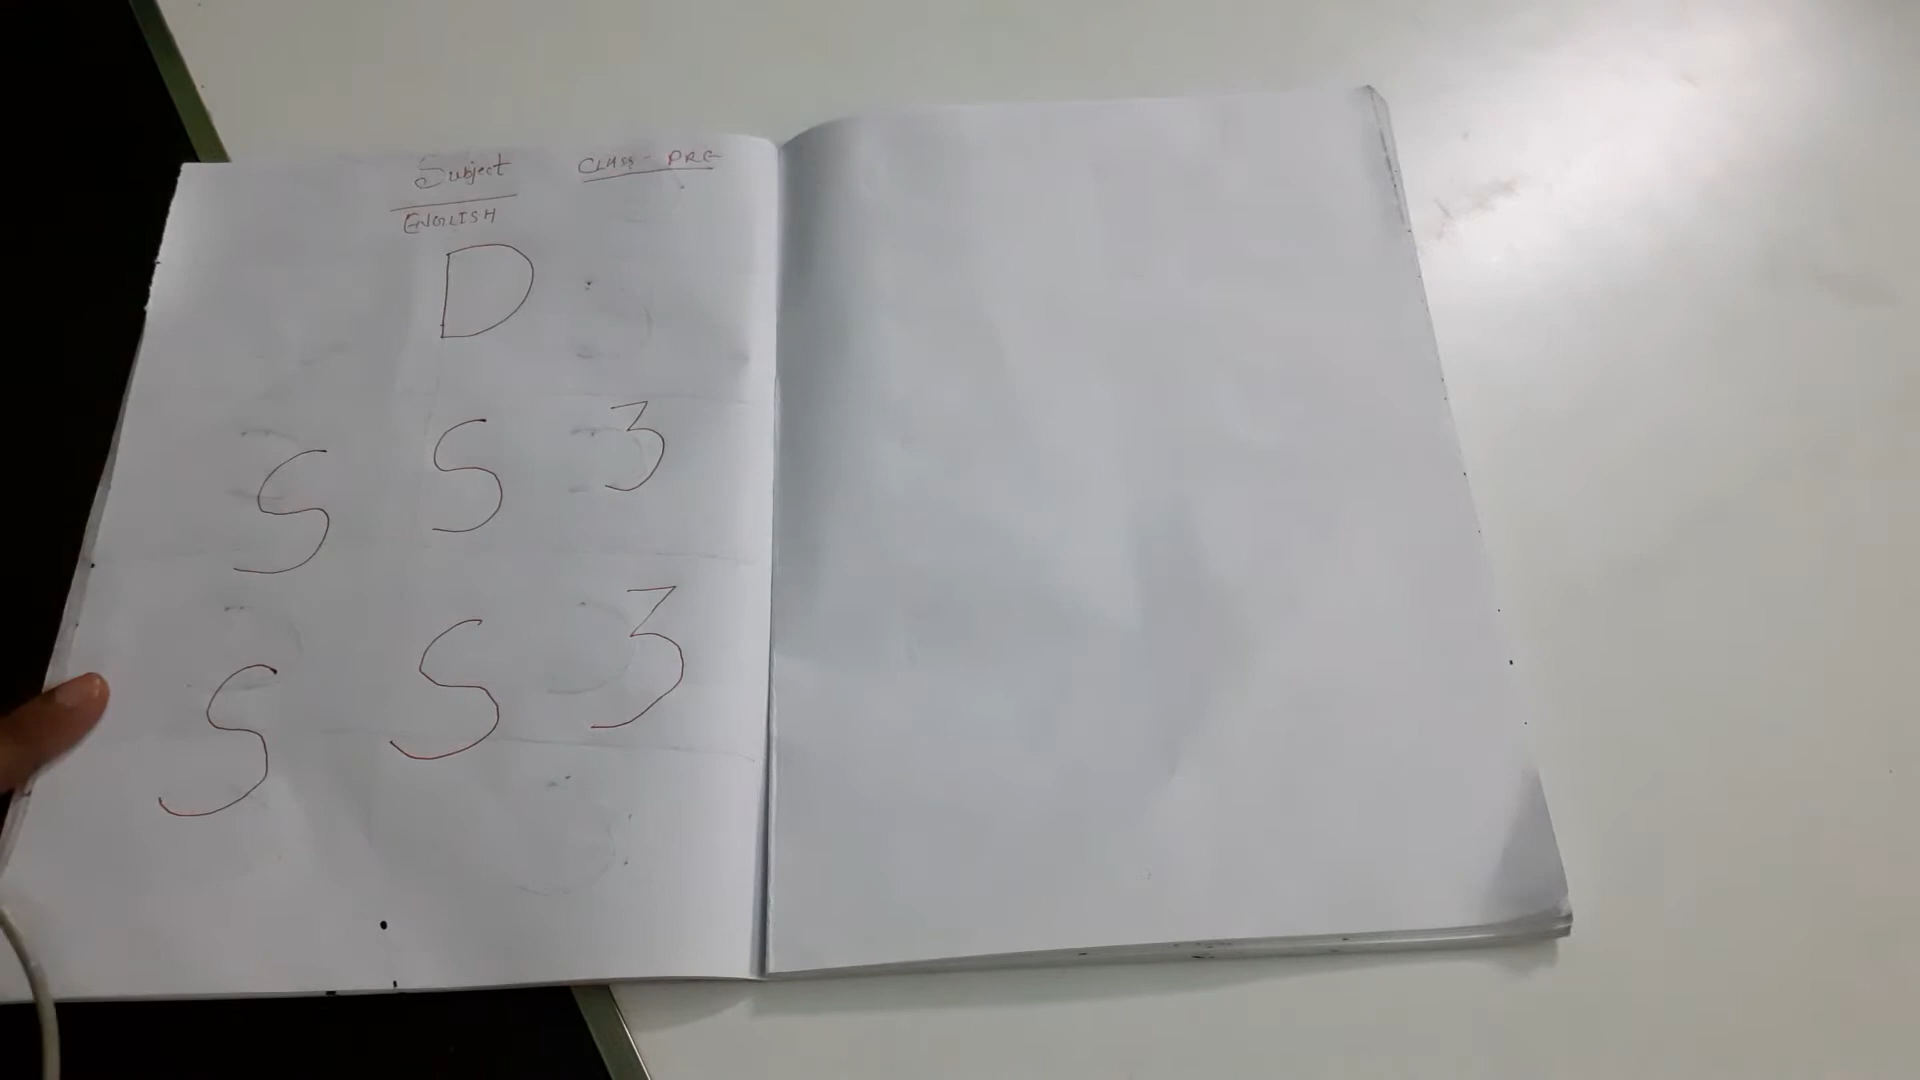 Subject CLASS - PRE
ENGLISH
D
S S 3
S S 3